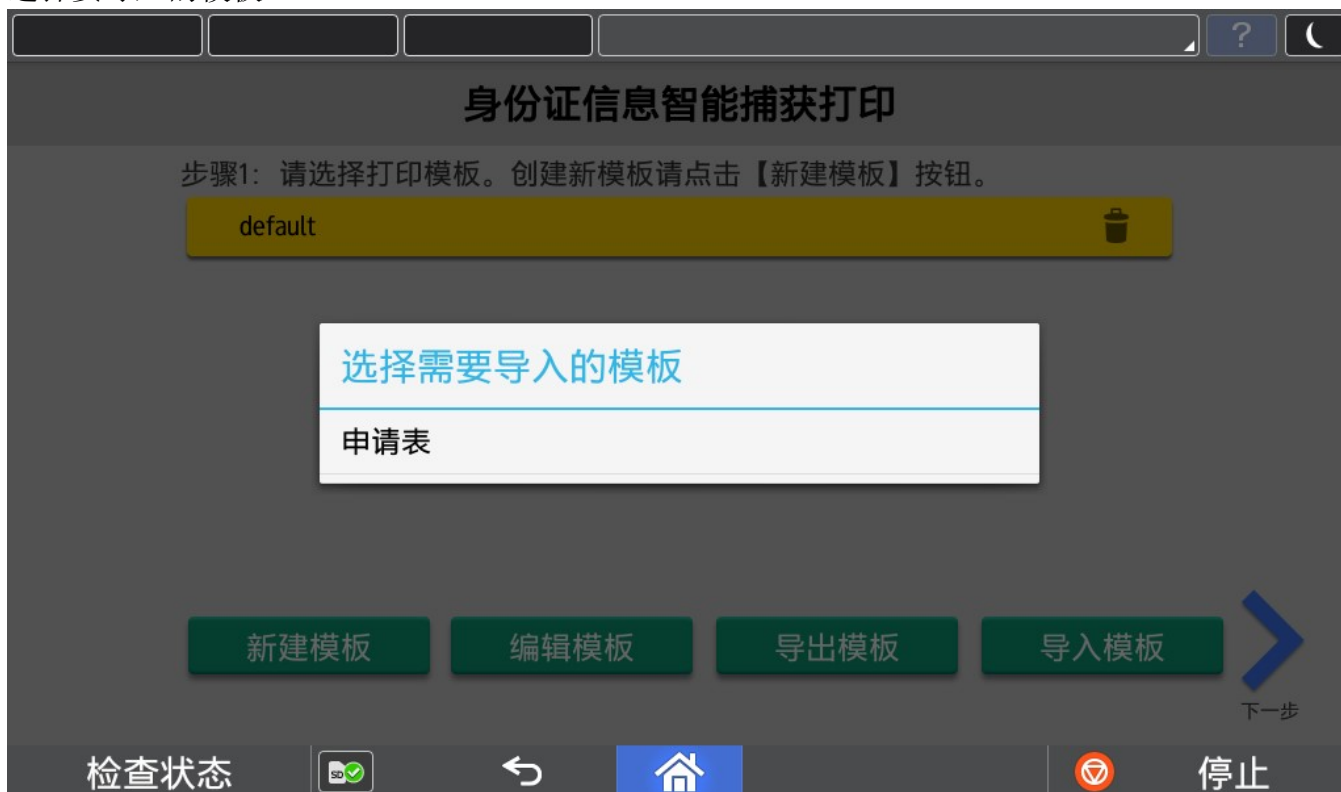 ?
身份证信息智能捕获打印
步骤1：请选择打印模板。创建新模板请点击【新建模板】按钮。
default
选择需要导入的模板
申请表
新建模板 编辑模板 导出模板 导入模板
下一步
检查状态 SD 停止